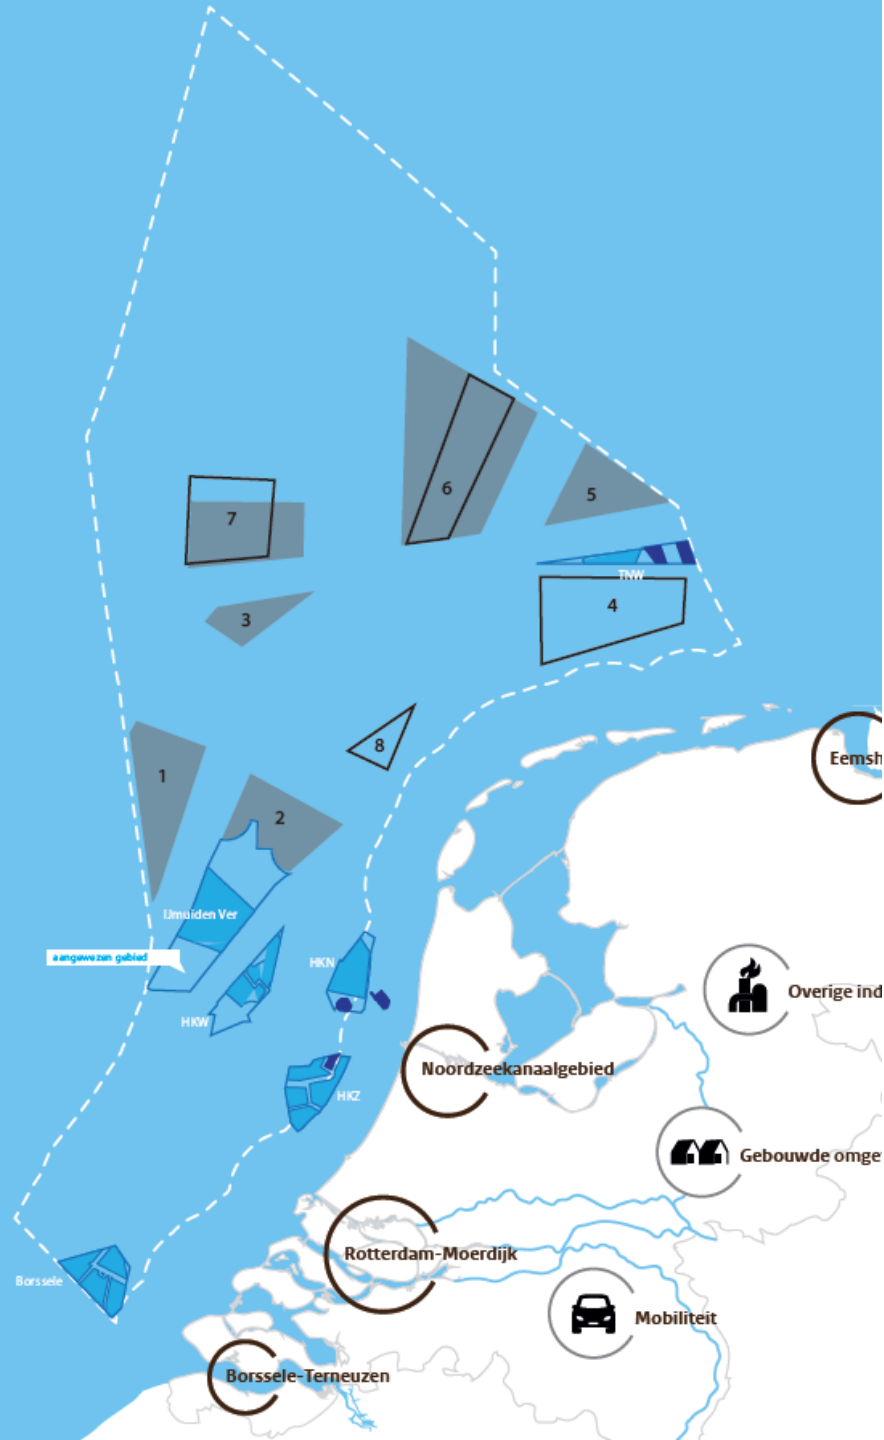 6
5
7
TNW
4
3
8
Eemsh
1
2
IJmuiden Ver
aangewezen gebied
HKN
Overige ind
HKW
Noordzeekanaalgebied
HKZ
Gebouwde omge
Rotterdam-Moerdijk
Borssele
Mobiliteit
Borssele-Terneuzen